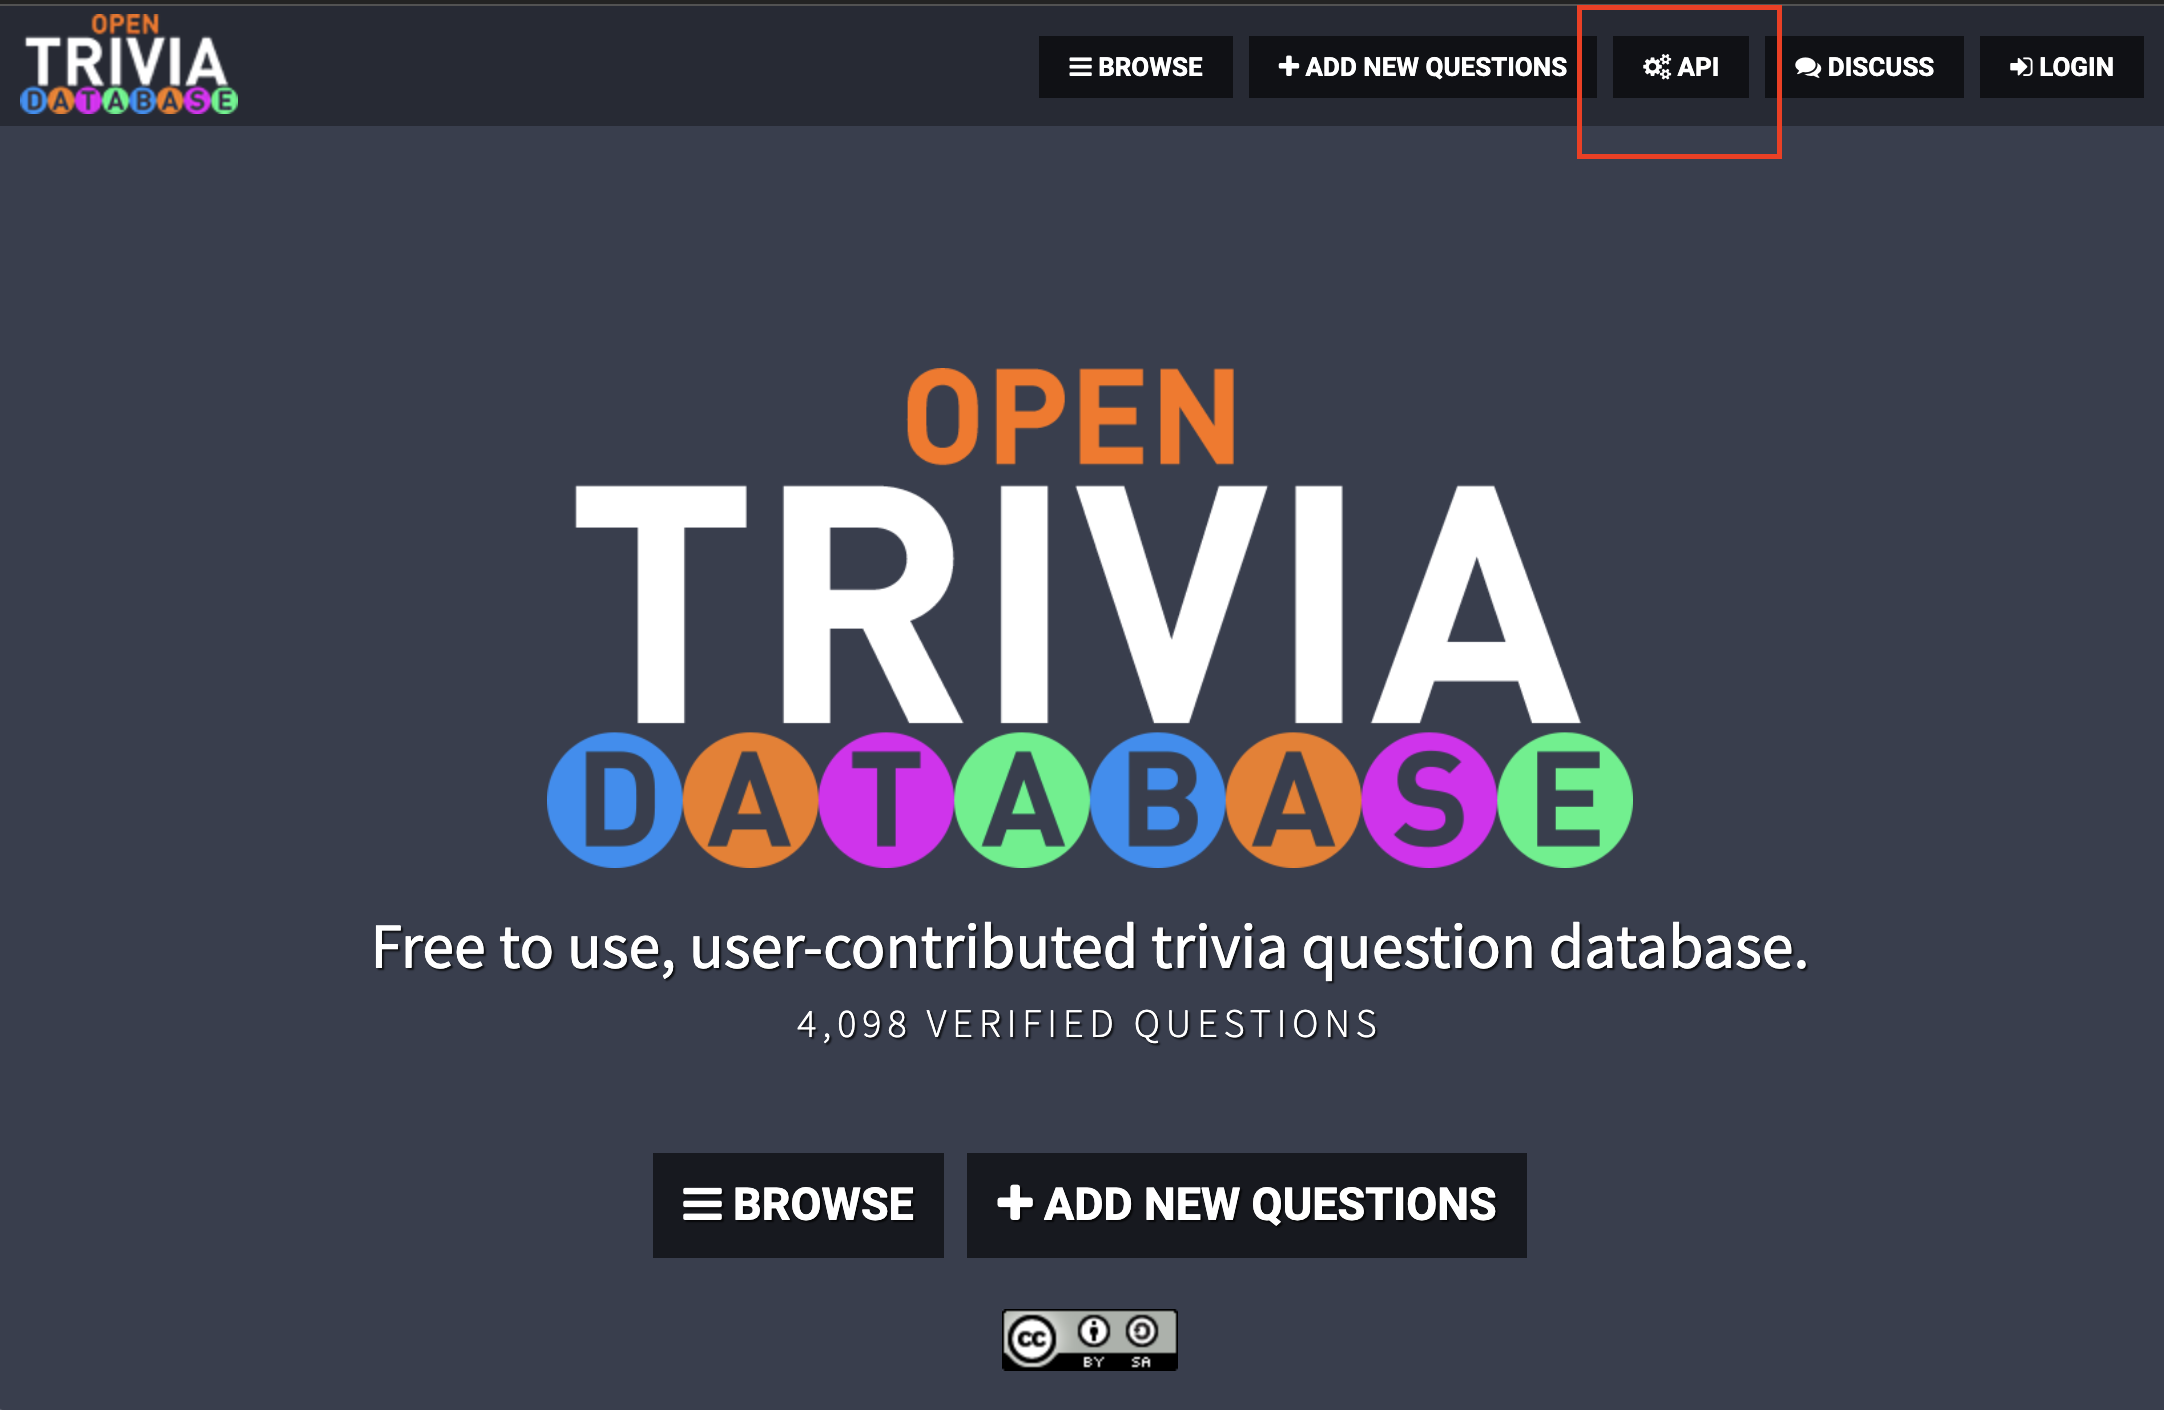 OPEN
TRIVIA
DATABASE
BROWSE
ADD NEW QUESTIONS
API
DISCUSS
LOGIN
OPEN
TRIVIA
DATABASE
Free to use, user-contributed trivia question database.
4,098 VERIFIED QUESTIONS
BROWSE
ADD NEW QUESTIONS
cc
BY SA